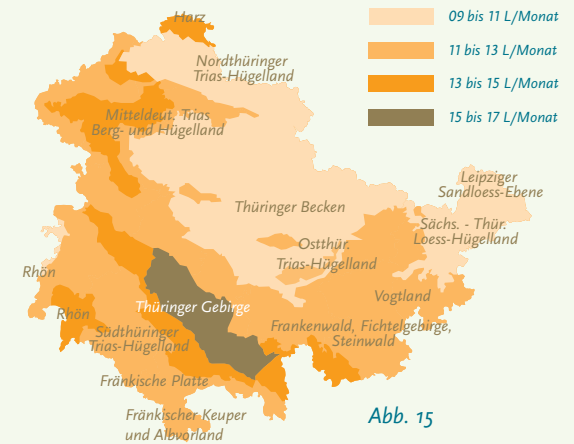 Harz
09 bis 11 L/Monat
11 bis 13 L/Monat
13 bis 15 L/Monat
15 bis 17 L/Monat
Nordthüringer
Trias-Hügelland
Mitteldeut. Trias
Berg- und Hügelland
Leipziger
Sandloess-Ebene
Thüringer Becken
Sächs. - Thür.
Loess-Hügelland
Ostthür.
Trias-Hügelland
Rhön
Vogtland
Thüringer Gebirge
Rhön
Südthüringer
Trias-Hügelland
Frankenwald, Fichtelgebirge,
Steinwald
Fränkische Platte
Fränkischer Keuper
und Albvorland
Abb. 15